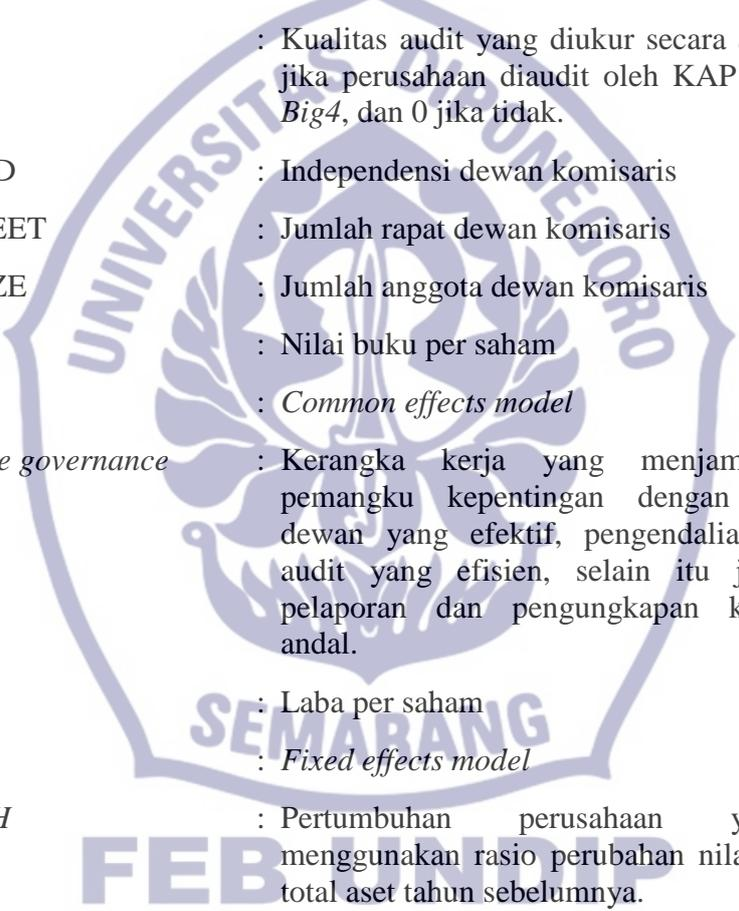 : Kualitas audit yang diukur secara
jika perusahaan diaudit oleh KAP
Big4, dan 0 jika tidak.
D : Independensi dewan komisaris
EET : Jumlah rapat dewan komisaris
ZE : Jumlah anggota dewan komisaris
: Nilai buku per saham
: Common effects model
e governance : Kerangka kerja yang menjam
pemangku kepentingan dengan
dewan yang efektif, pengendalia
audit yang efisien, selain itu j
pelaporan dan pengungkapan k
andal.
: Laba per saham
: Fixed effects model
H : Pertumbuhan perusahaan y
menggunakan rasio perubahan nila
total aset tahun sebelumnya.
UNIVERSITAS DIPONEGORO
SEMARANG
FEB UNDIP